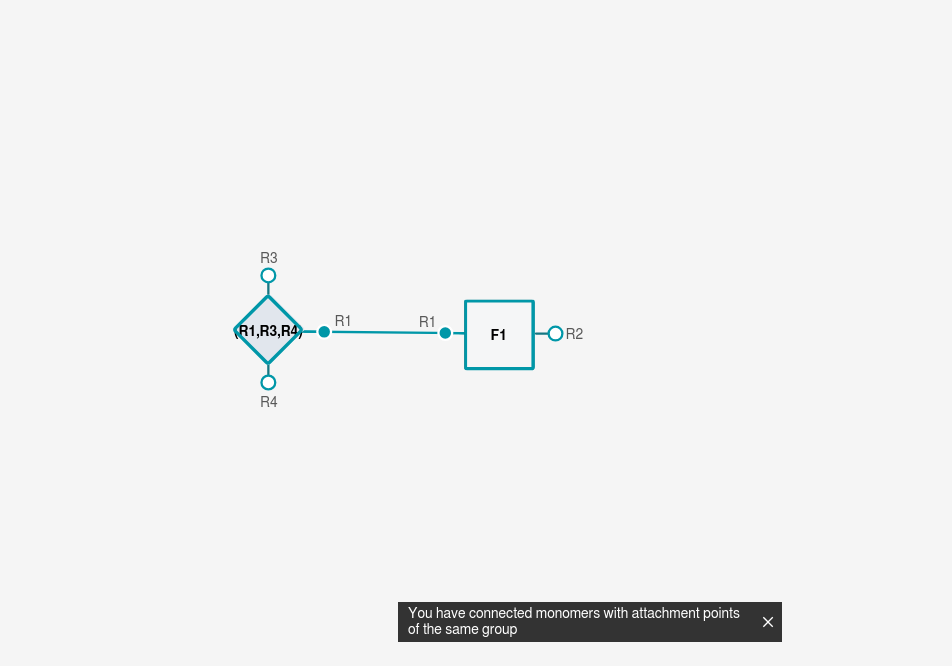 R3
(R1,R3,R4)
R1
R1
F1
R2
R4
You have connected monomers with attachment points
of the same group